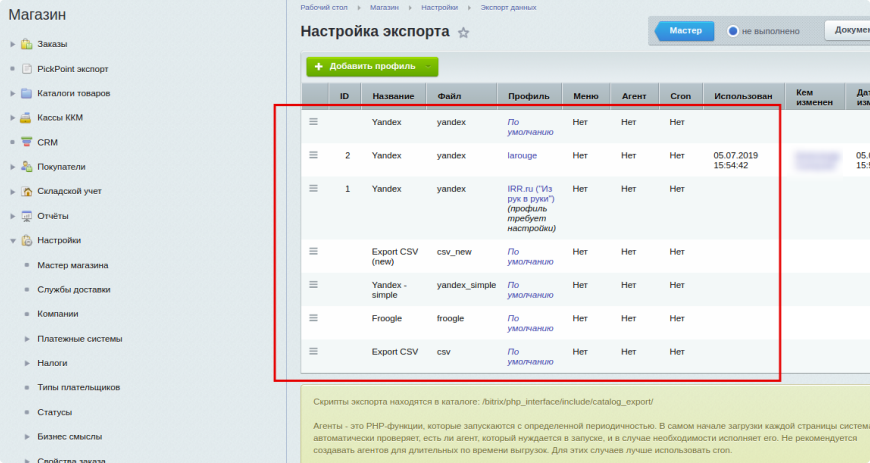 Магазин
Заказы
PickPoint экспорт
Каталоги товаров
Кассы ККМ
CRM
Покупатели
Складской учет
Отчёты
Настройки
Мастер магазина
Службы доставки
Компании
Платежные системы
Налоги
Типы плательщиков
Статусы
Бизнес смыслы
Свойства заказа
Рабочий стол Магазин Настройки Экспорт данных
Настройка экспорта
Мастер не выполнено
Добавить профиль
ID Название Файл Профиль Меню Агент Cron Использован Кем
изменен
Yandex yandex По Нет Нет Нет
умолчанию
2 Yandex yandex larouge Нет Нет Нет 05.07.2019
15:54:42
1 Yandex yandex IRR.ru ("Из Нет Нет Нет
рук в руки")
(профиль
требует
настройки)
Export CSV csv_new По Нет Нет Нет
(new) умолчанию
Yandex - yandex_simple По Нет Нет Нет
simple умолчанию
Froogle froogle По Нет Нет Нет
умолчанию
Export CSV csv По Нет Нет Нет
умолчанию
Скрипты экспорта находятся в каталоге: /bitrix/php_interface/include/catalog_export/
Агенты - это PHP-функции, которые запускаются с определенной периодичностью. В самом начале загрузки каждой страницы система
автоматически проверяет, есть ли агент, который нуждается в запуске, и в случае необходимости исполняет его. Не рекомендуется
создавать агентов для длительных по времени выгрузок. Для этих случаев лучше использовать cron.